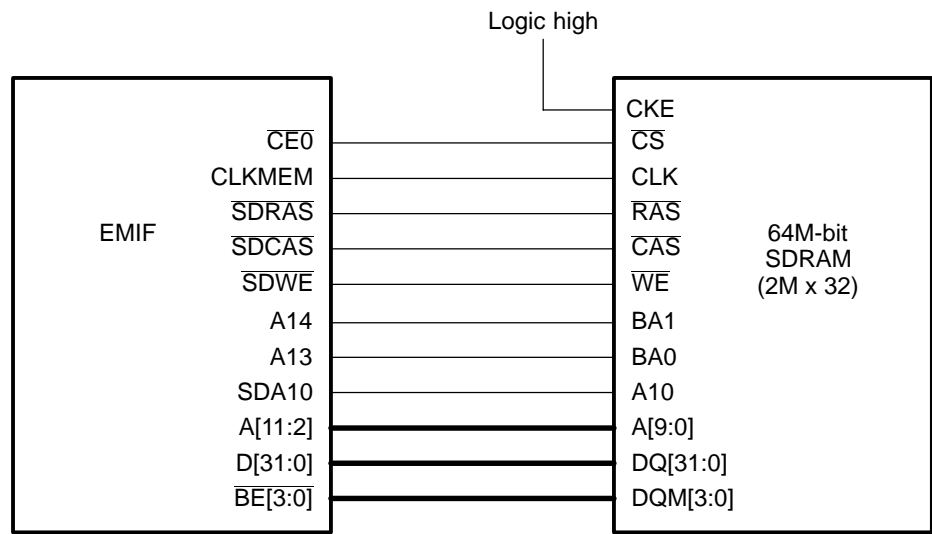 Logic high
CKE
CE0
CS
CLKMEM
CLK
SDRAS
RAS
EMIF
SDCAS
CAS
64M-bit
SDRAM
(2M x 32)
SDWE
WE
A14
BA1
A13
BA0
SDA10
A10
A[11:2]
A[9:0]
D[31:0]
DQ[31:0]
BE[3:0]
DQM[3:0]